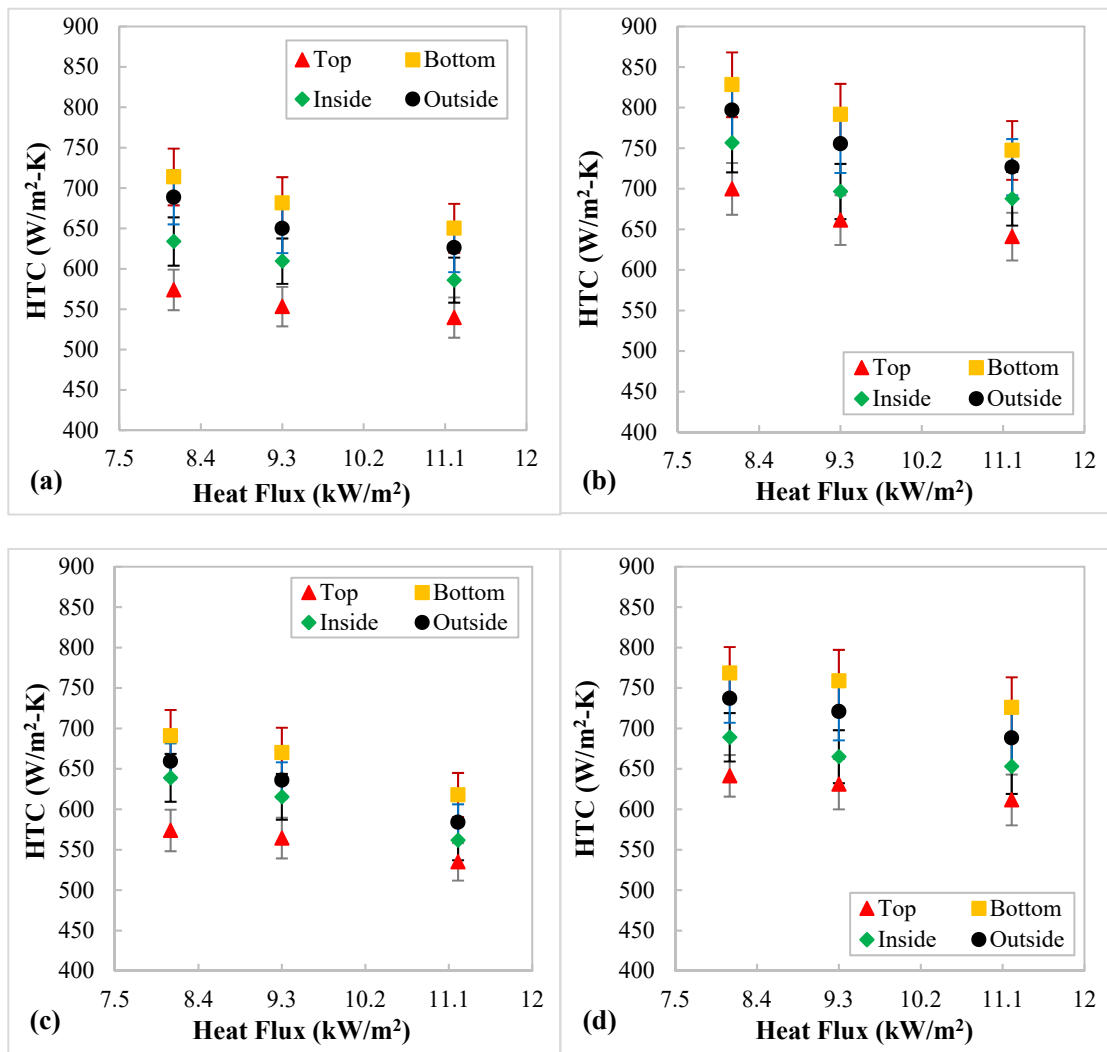 900
850
800
750
700
650
600
550
500
450
400
HTC (W/m²-K)
Top Bottom
Inside Outside
7.5 8.4 9.3 10.2 11.1 12
(a) Heat Flux (kW/m²)
900
850
800
750
700
650
600
550
500
450
400
HTC (W/m²-K)
Top Bottom
Inside Outside
7.5 8.4 9.3 10.2 11.1 12
(b) Heat Flux (kW/m²)
900
850
800
750
700
650
600
550
500
450
400
HTC (W/m²-K)
Top Bottom
Inside Outside
7.5 8.4 9.3 10.2 11.1 12
(c) Heat Flux (kW/m²)
900
850
800
750
700
650
600
550
500
450
400
HTC (W/m²-K)
Top Bottom
Inside Outside
7.5 8.4 9.3 10.2 11.1 12
(d) Heat Flux (kW/m²)